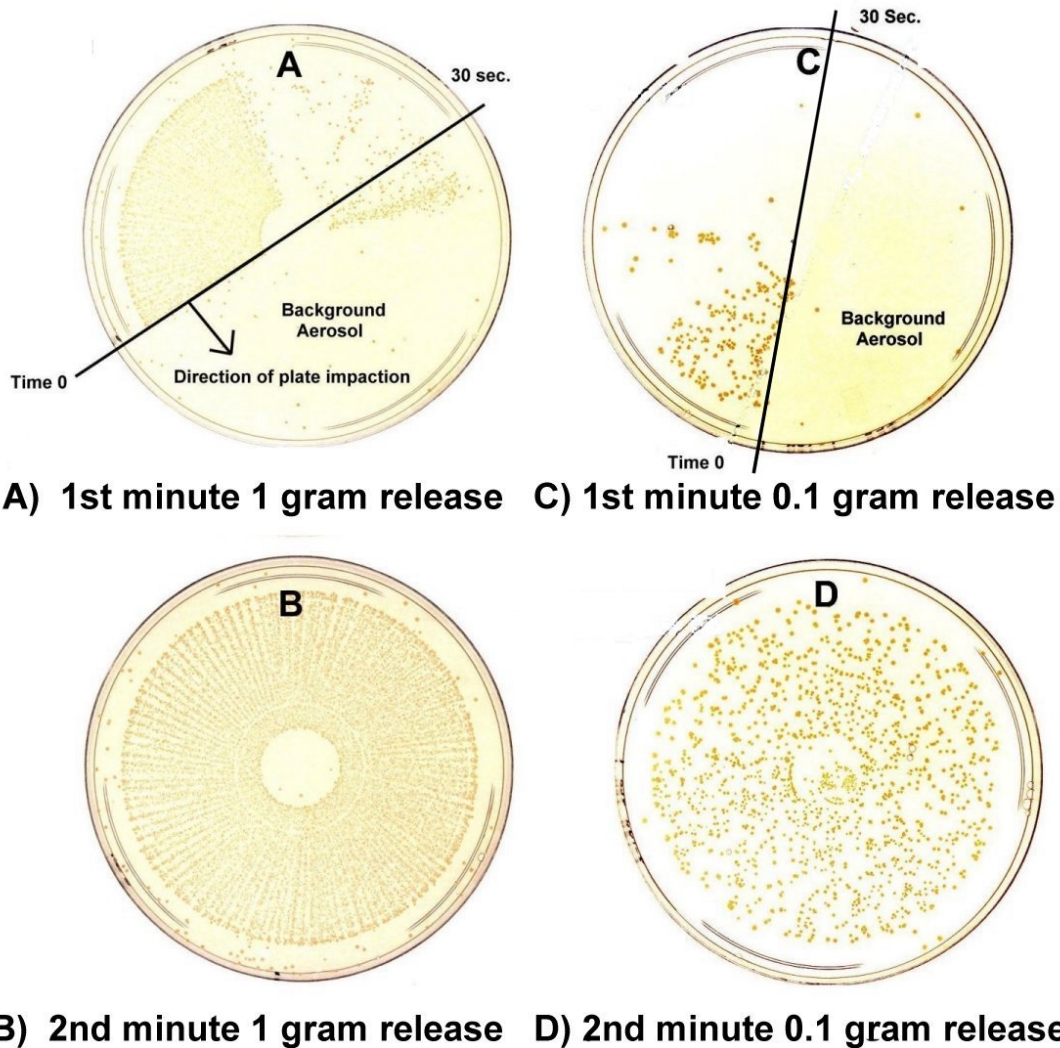 A
30 sec.
Background
Aerosol
Time 0
Direction of plate impaction
A) 1st minute 1 gram release
30 Sec.
C
Background
Aerosol
Time 0
C) 1st minute 0.1 gram release
B
B) 2nd minute 1 gram release
D
D) 2nd minute 0.1 gram release